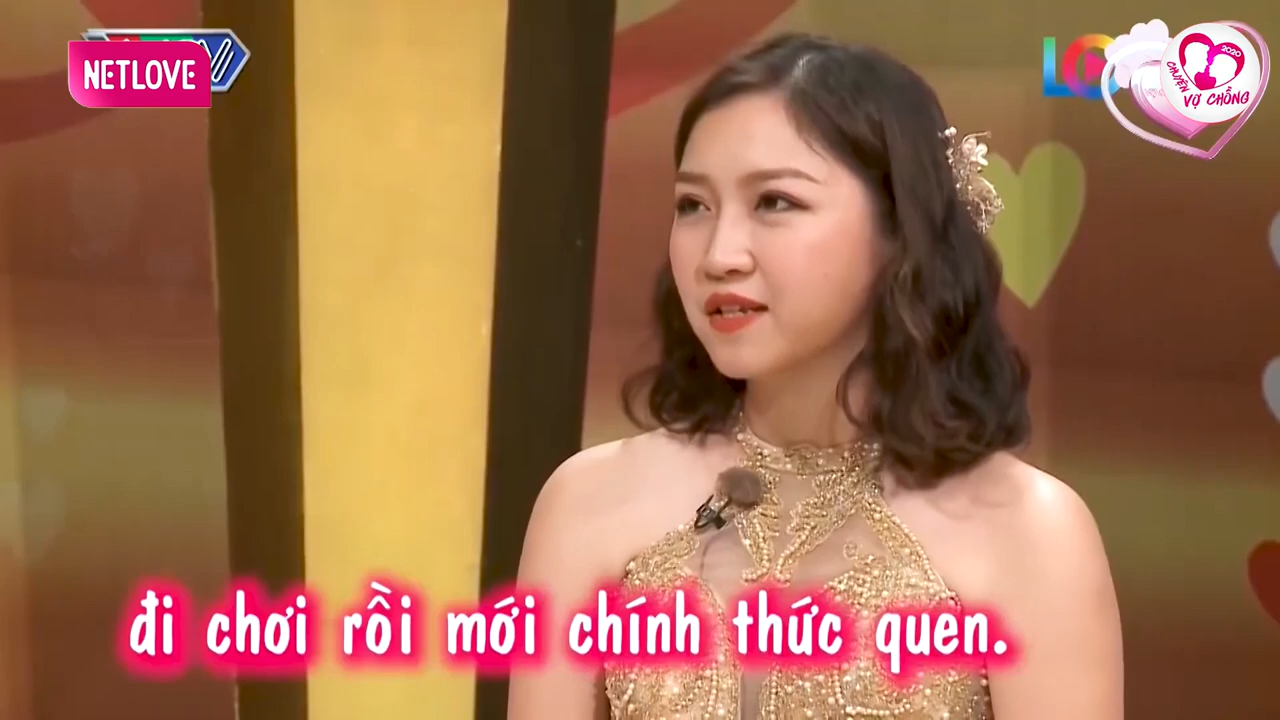 NETLOVE
2020
CHUYỆN
VỢ CHỒNG
đi chơi rồi mới chính thức quen.